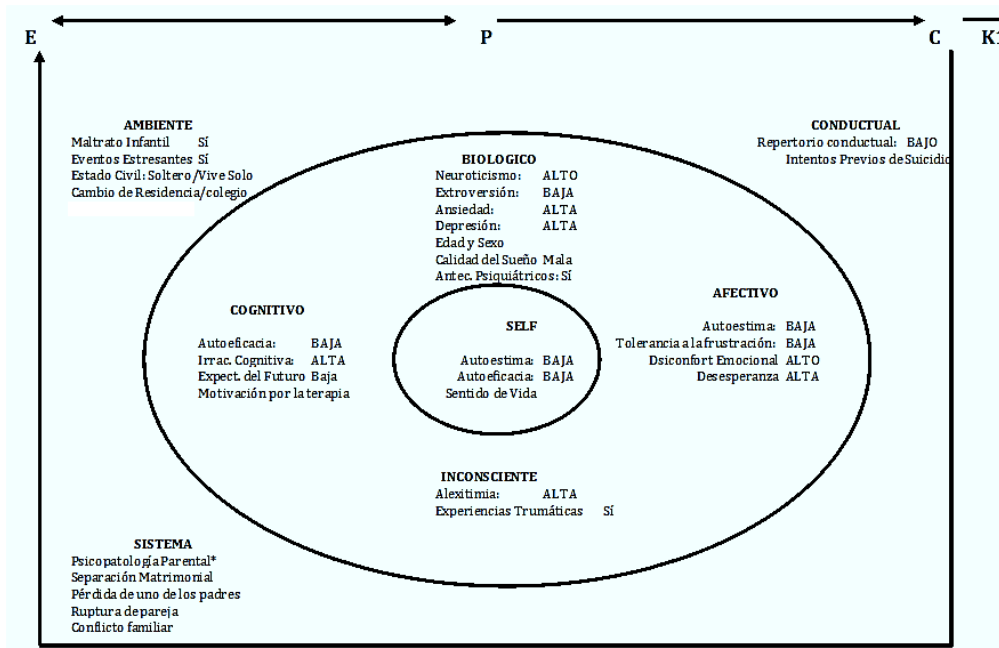 E P C K1
AMBIENTE
Maltrato Infantil Sí
Eventos Estresantes Sí
Estado Civil: Soltero/Vive Solo
Cambio de Residencia/colegio
CONDUCTUAL
Repertorio conductual: BAJO
Intentos Previos de Suicidio
BIOLOGICO
Neuroticismo: ALTO
Extroversión: BAJA
Ansiedad: ALTA
Depresión: ALTA
Edad y Sexo
Calidad del Sueño Mala
Antec. Psiquiátricos: Sí
COGNITIVO
Autoeficacia: BAJA
Irrac. Cognitiva: ALTA
Expect. del Futuro Baja
Motivación por la terapia
SELF
Autoestima: BAJA
Autoeficacia: BAJA
Sentido de Vida
AFECTIVO
Autoestima: BAJA
Tolerancia a la frustración: BAJA
Dsiconfort Emocional ALTO
Desesperanza ALTA
INCONSCIENTE
Alexitimia: ALTA
Experiencias Trumáticas Sí
SISTEMA
Psicopatología Parental*
Separación Matrimonial
Pérdida de uno de los padres
Ruptura de pareja
Conflicto familiar